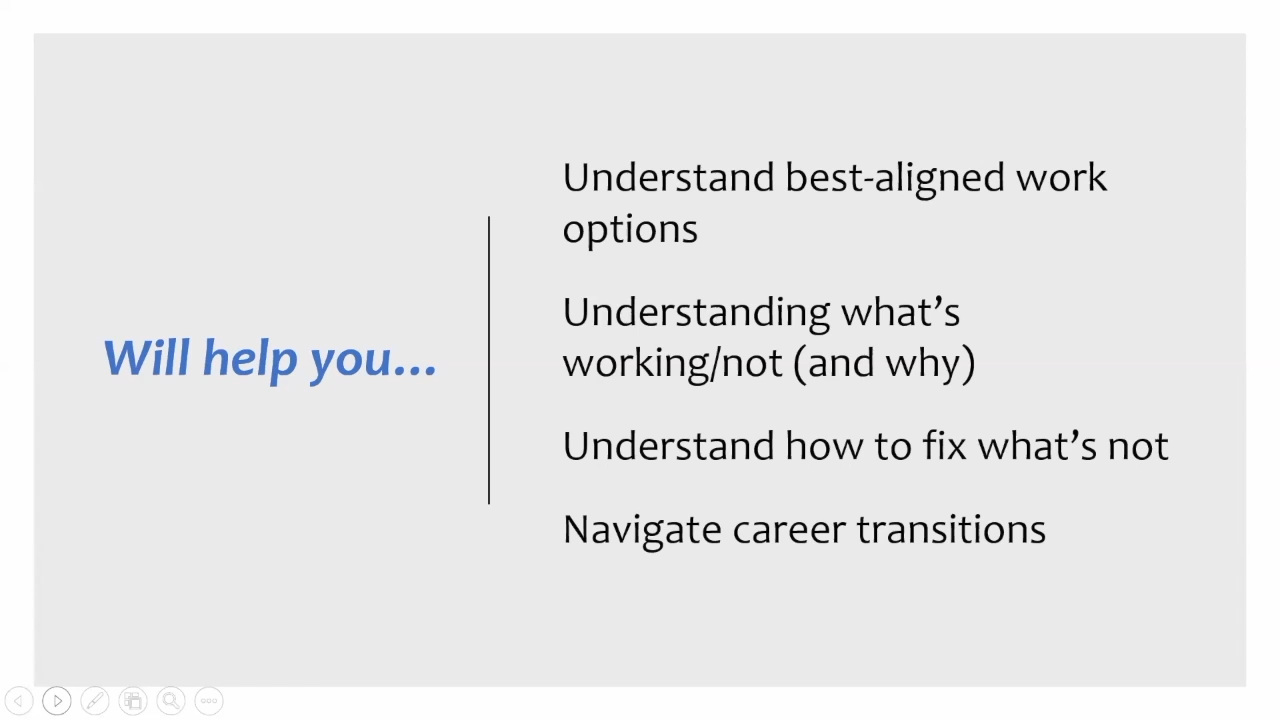 Will help you...
Understand best-aligned work
options
Understanding what’s
working/not (and why)
Understand how to fix what’s not
Navigate career transitions